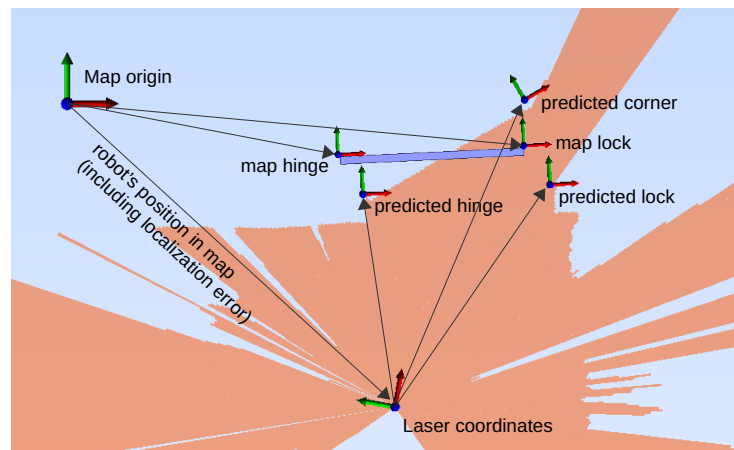 Map origin
predicted corner
map lock
map hinge
predicted lock
predicted hinge
robot's position in map
(including localization error)
Laser coordinates